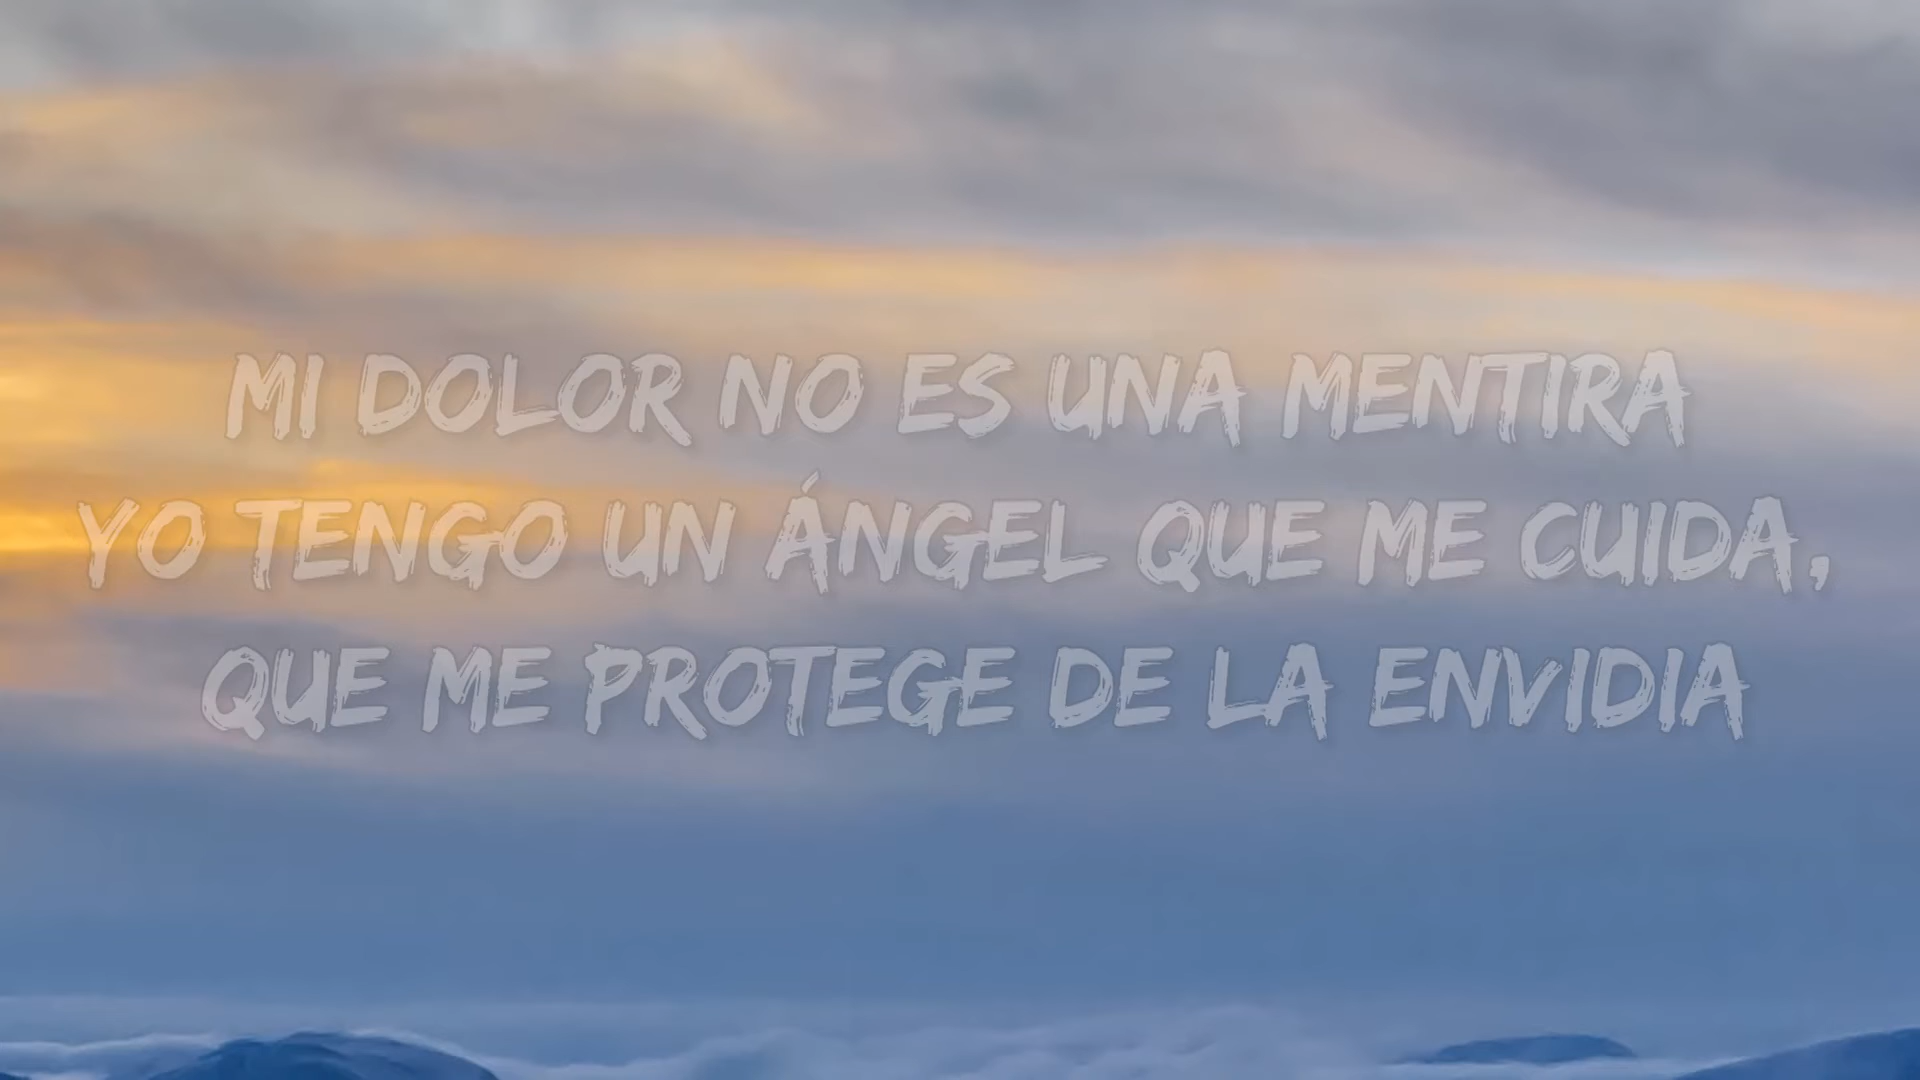 MI DOLOR NO ES UNA MENTIRA
YO TENGO UN ÁNGEL QUE ME CUIDA,
QUE ME PROTEGE DE LA ENVIDIA